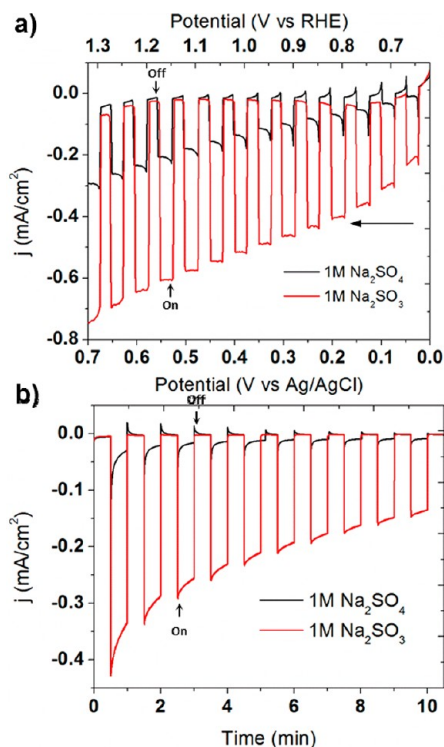 a)
Potential (V vs RHE)
1.3 1.2 1.1 1.0 0.9 0.8 0.7
Off
0.0
-0.2
-0.4
-0.6
-0.8
j (mA/cm²)
On
1M Na₂SO₄
1M Na₂SO₃
0.7 0.6 0.5 0.4 0.3 0.2 0.1 0.0
Potential (V vs Ag/AgCl)
b)
Off
0.0
-0.1
-0.2
-0.3
-0.4
j (mA/cm²)
On
1M Na₂SO₄
1M Na₂SO₃
0 2 4 6 8 10
Time (min)